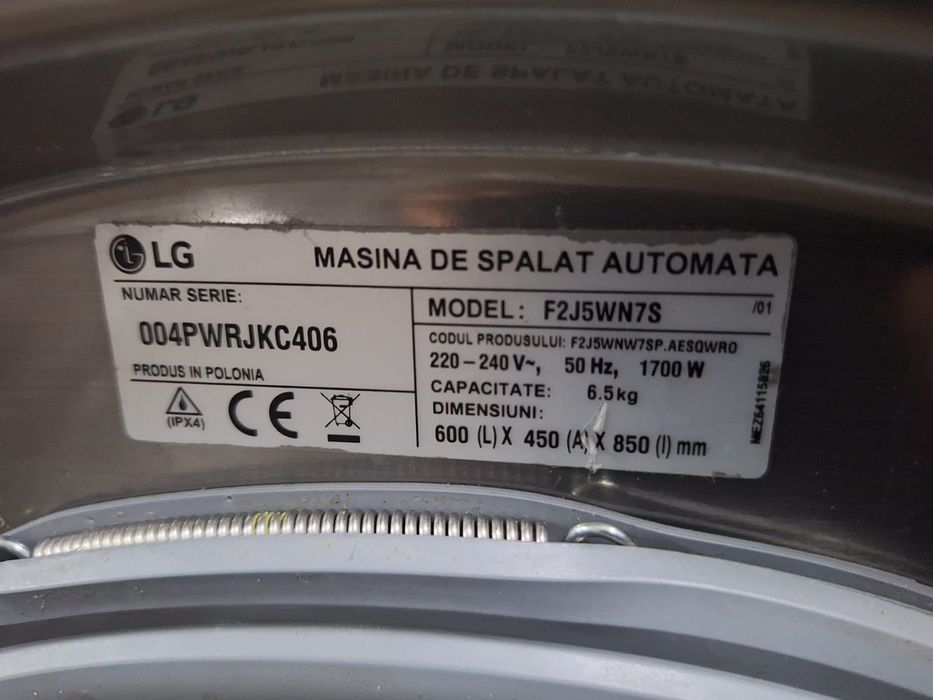 LG
MASINA DE SPALAT AUTOMATA
NUMAR SERIE:
004PWRJKC406
PRODUS IN POLONIA
(IPX4)
CE
MODEL: F2J5WN7S /01
CODUL PRODUSULUI: F2J5WNW7SP.AESQWRO
220 – 240 V~, 50 Hz, 1700 W
CAPACITATE: 6.5kg
DIMENSIUNI:
600 (L) X 450 (A) X 850 (I) mm
MEZ64115826